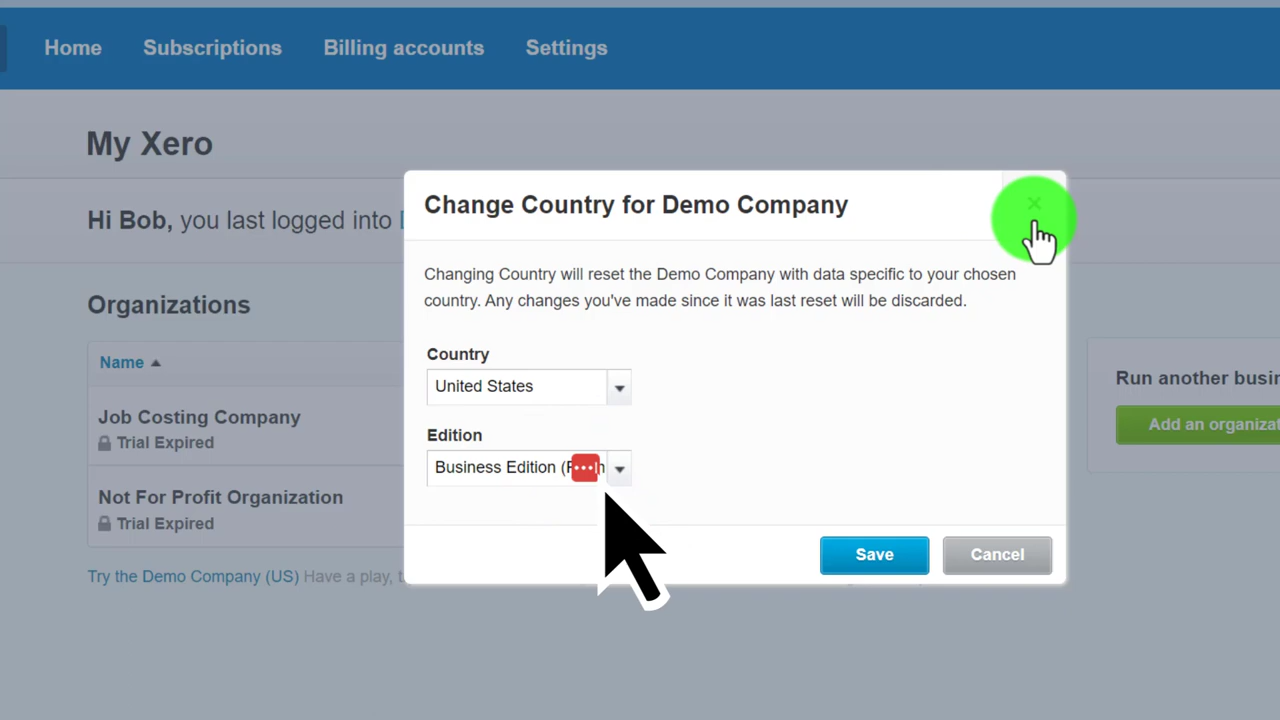 Home Subscriptions Billing accounts Settings
My Xero
Change Country for Demo Company
Hi Bob, you last logged into
Changing Country will reset the Demo Company with data specific to your chosen
country. Any changes you've made since it was last reset will be discarded.
Organizations
Name
Country
United States
Job Costing Company
Trial Expired
Run another
Add an
Edition
Business Edition
Not For Profit Organization
Trial Expired
Save Cancel
Try the Demo Company (US) Have a play,